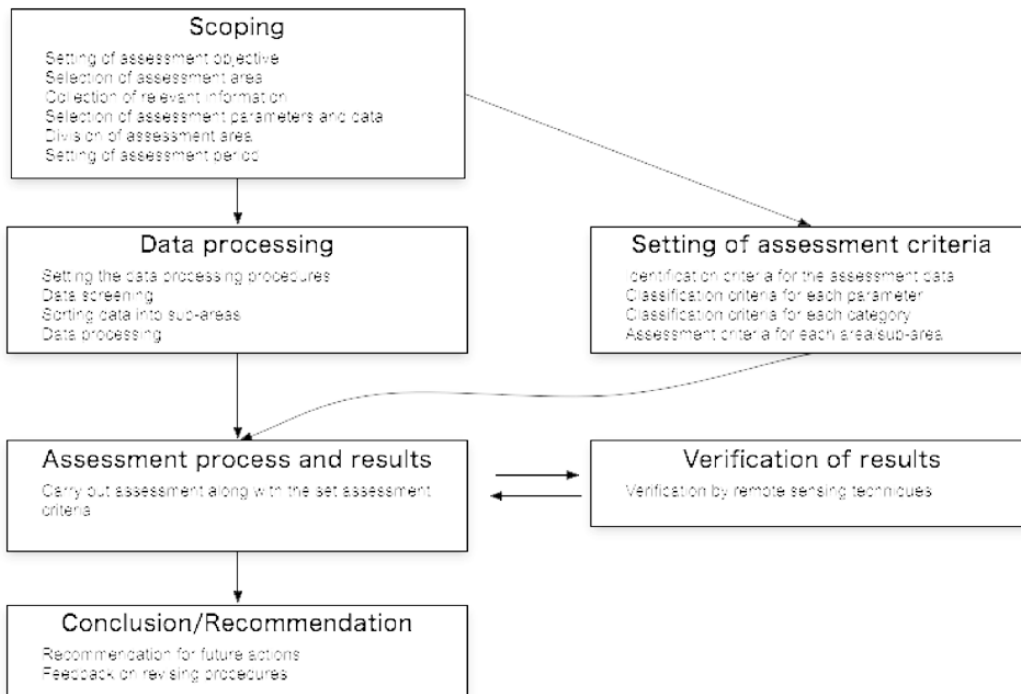 Scoping
Setting of assessment objective
Selection of assessment area
Collection of relevant information
Selection of assessment parameters and data
Division of assessment area
Setting of assessment period
Data processing
Setting the data processing procedures
Data screening
Sorting data into sub-areas
Data processing
Setting of assessment criteria
Identification criteria for the assessment data
Classification criteria for each parameter
Classification criteria for each category
Assessment criteria for each area/sub-area
Assessment process and results
Carry out assessment along with the set assessment
criteria
Verification of results
Verification by remote sensing techniques
Conclusion/Recommendation
Recommendation for future actions
Feedback on revising procedures